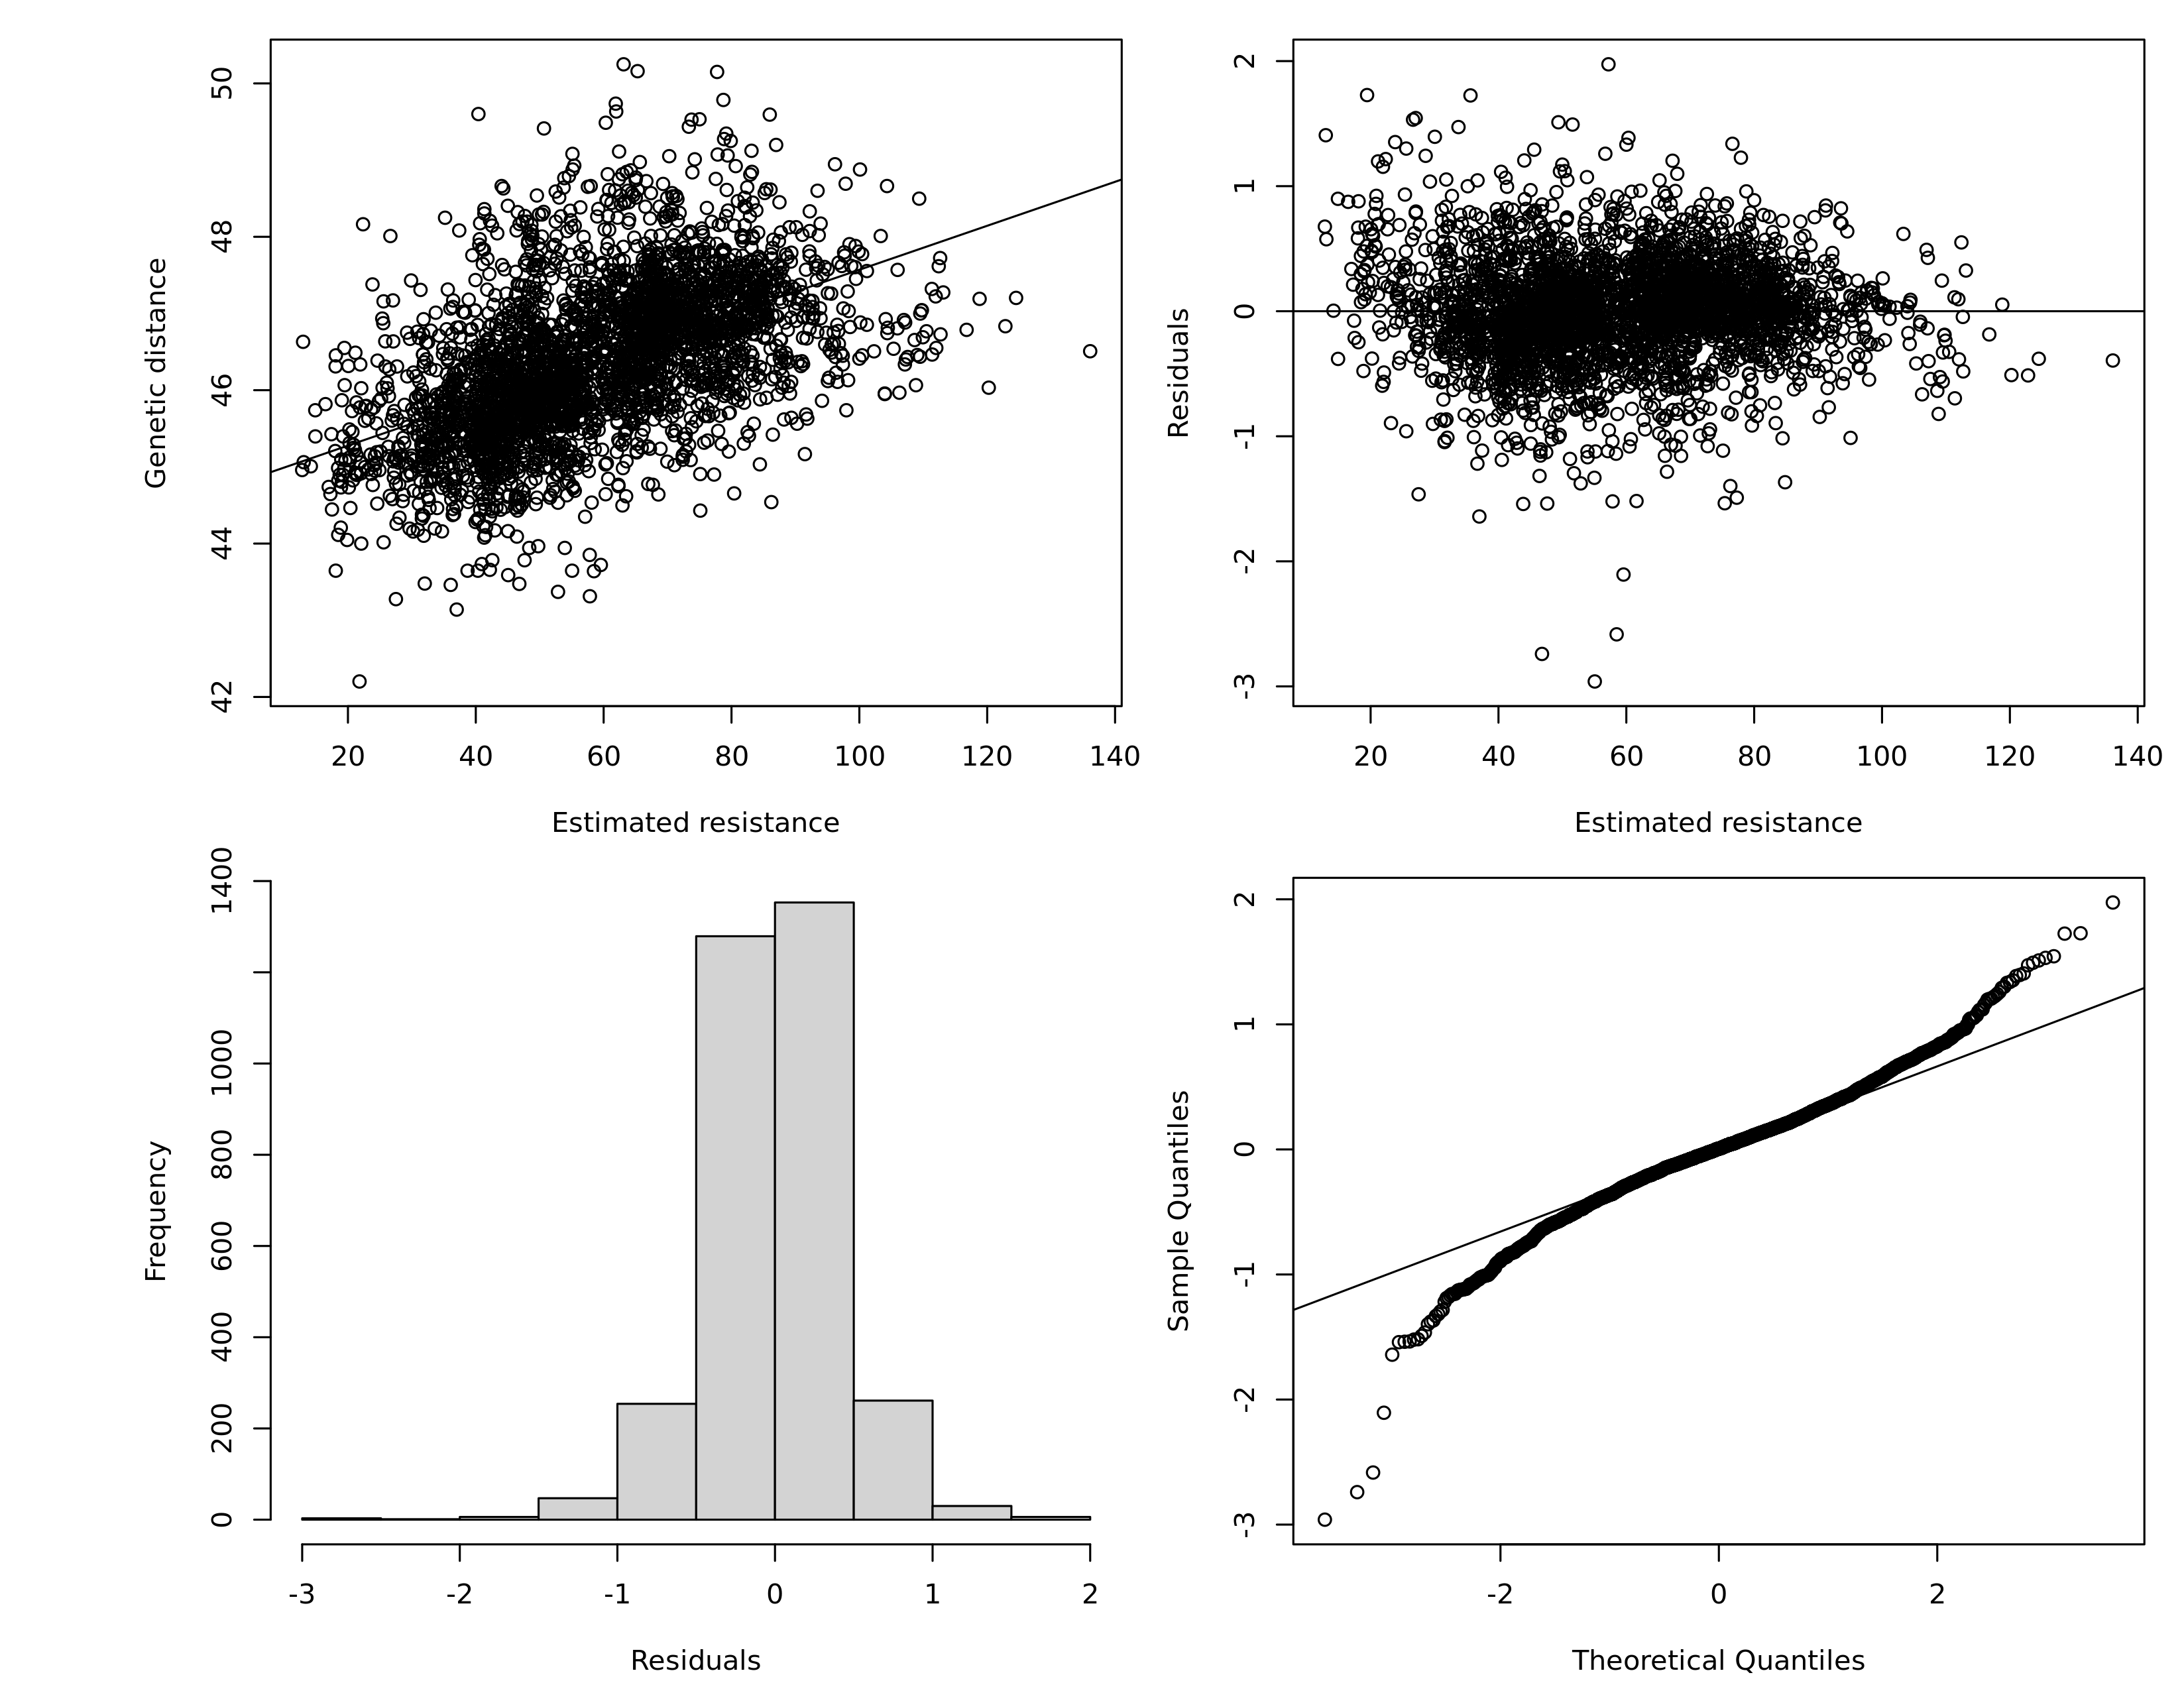 50
48
46
44
42
Genetic distance
20 40 60 80 100 120 140
Estimated resistance
2
1
0
-1
-2
-3
Residuals
20 40 60 80 100 120 140
Estimated resistance
1400
1000
800
600
400
200
0
Frequency
-3 -2 -1 0 1 2
Residuals
2
1
0
-1
-2
-3
Sample Quantiles
-2 0 2
Theoretical Quantiles